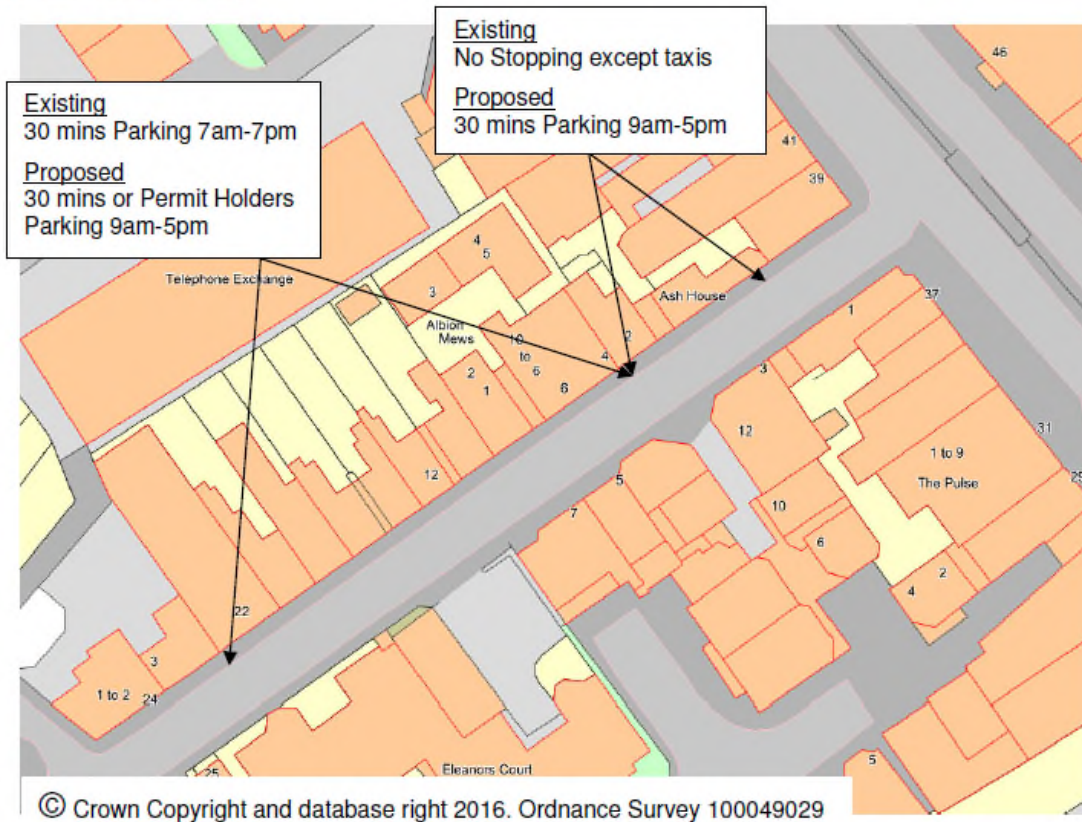 Existing
No Stopping except taxis
Proposed
30 mins Parking 9am-5pm
Existing
30 mins Parking 7am-7pm
Proposed
30 mins or Permit Holders
Parking 9am-5pm
46
41
39
4
5
Telephone Exchange
3
Ash House
Albion
Mews
10
to
6
2
4
2
1
6
12
37
1
3
12
31
1 to 9
The Pulse
29
5
7
10
6
2
4
22
3
1 to 2
24
25
Eleanors Court
5
© Crown Copyright and database right 2016. Ordnance Survey 100049029